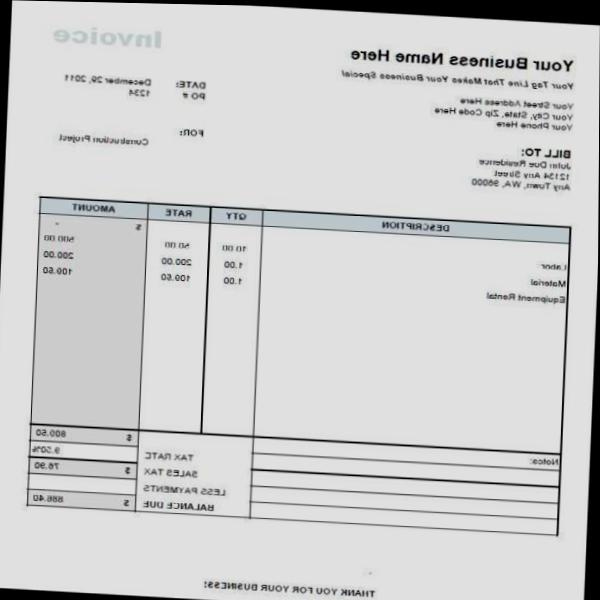 Your Business Name Here
Invoice
Your Tag Line That Makes Your Business Special
Your Street Address Here
DATE: December 29, 2011
Your City, State, Zip Code Here
PO # 1234
Your Phone Here
FOR: Construction Project
BILL TO:
John Due Residence
12134 Any Street
Any Town, WA, 98000
DESCRIPTION QTY RATE AMOUNT
$ -
Labor 10.00 50.00 500.00
Material 1.00 200.00 200.00
Equipment Rental 1.00 100.50 100.50
$ 800.50
Notes: TAX RATE 9.50%
SALES TAX $ 76.90
LESS PAYMENTS
BALANCE DUE $ 886.40
THANK YOU FOR YOUR BUSINESS!